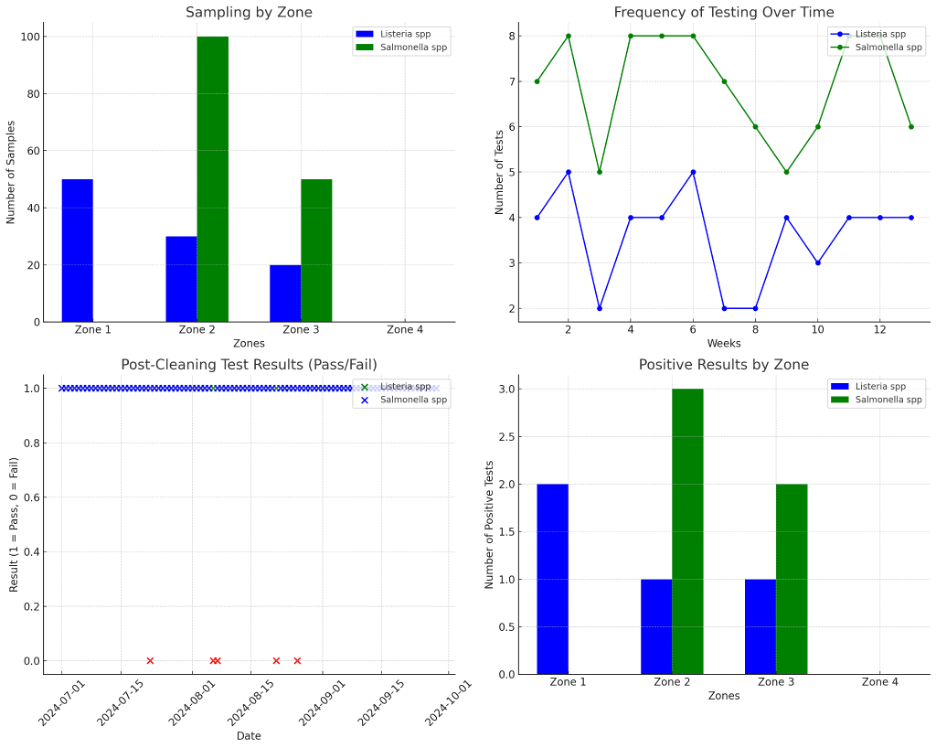 Sampling by Zone
Listeria spp
Salmonella spp
100
80
60
40
20
0
Number of Samples
Zone 1
Zone 2
Zone 3
Zone 4
Zones
Frequency of Testing Over Time
Listeria spp
Salmonella spp
8
7
6
5
4
3
2
Number of Tests
2
4
6
8
10
12
Weeks
Post-Cleaning Test Results (Pass/Fail)
Listeria spp
Salmonella spp
1.0
0.8
0.6
0.4
0.2
0.0
Result (1 = Pass, 0 = Fail)
2024-07-01
2024-07-15
2024-08-01
2024-08-15
2024-09-01
2024-09-15
2024-10-01
Date
Positive Results by Zone
Listeria spp
Salmonella spp
3.0
2.5
2.0
1.5
1.0
0.5
0.0
Number of Positive Tests
Zone 1
Zone 2
Zone 3
Zone 4
Zones